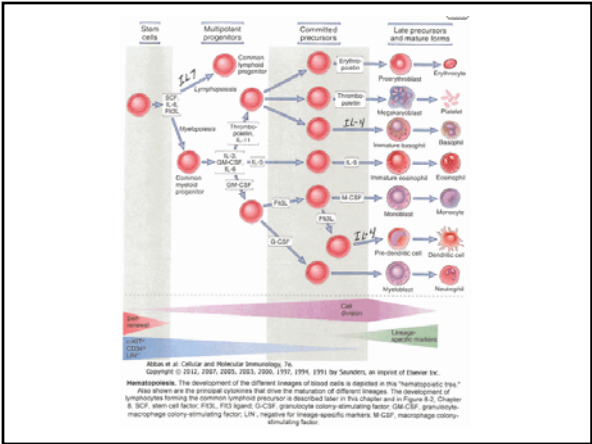 Stem
cells
Multipotent
progenitors
Committed
precursors
Late precursors
and mature forms
Common
lymphoid
progenitor
IL7
Lymphopoiesis
SCF,
IL-6,
Flt3L
Myelopoiesis
Common
myeloid
progenitor
Thrombo-
poietin,
IL-11
IL-3,
GM-CSF,
IL-6
IL-5
GM-CSF
G-CSF
Flt3L
Flt3L
Erythro-
poietin
Proerythroblast
Erythrocyte
Thrombo-
poietin
Megakaryoblast
Platelet
IL-4
Immature basophil
Basophil
IL-5
Immature eosinophil
Eosinophil
M-CSF
Monoblast
Monocyte
IL-4
Pre-dendritic cell
Dendritic cell
Myeloblast
Neutrophil
Cell
division
Self-
renewal
Lineage-
specific markers
c-KIT+
CD34+
LIN-
Abbas et al: Cellular and Molecular Immunology, 7e.
Copyright © 2012, 2007, 2005, 2003, 2000, 1997, 1994, 1991 by Saunders, an imprint of Elsevier Inc.
Hematopoiesis. The development of the different lineages of blood cells is depicted in this "hematopoietic tree."
Also shown are the principal cytokines that drive the maturation of different lineages. The development of
lymphocytes forming the common lymphoid precursor is described later in this chapter and in Figure 8-2, Chapter
8. SCF, stem cell factor; Flt3L, Flt3 ligand; G-CSF, granulocyte colony-stimulating factor; GM-CSF, granulocyte-
macrophage colony-stimulating factor; LIN-, negative for lineage-specific markers; M-CSF, macrophage colony-
stimulating factor.